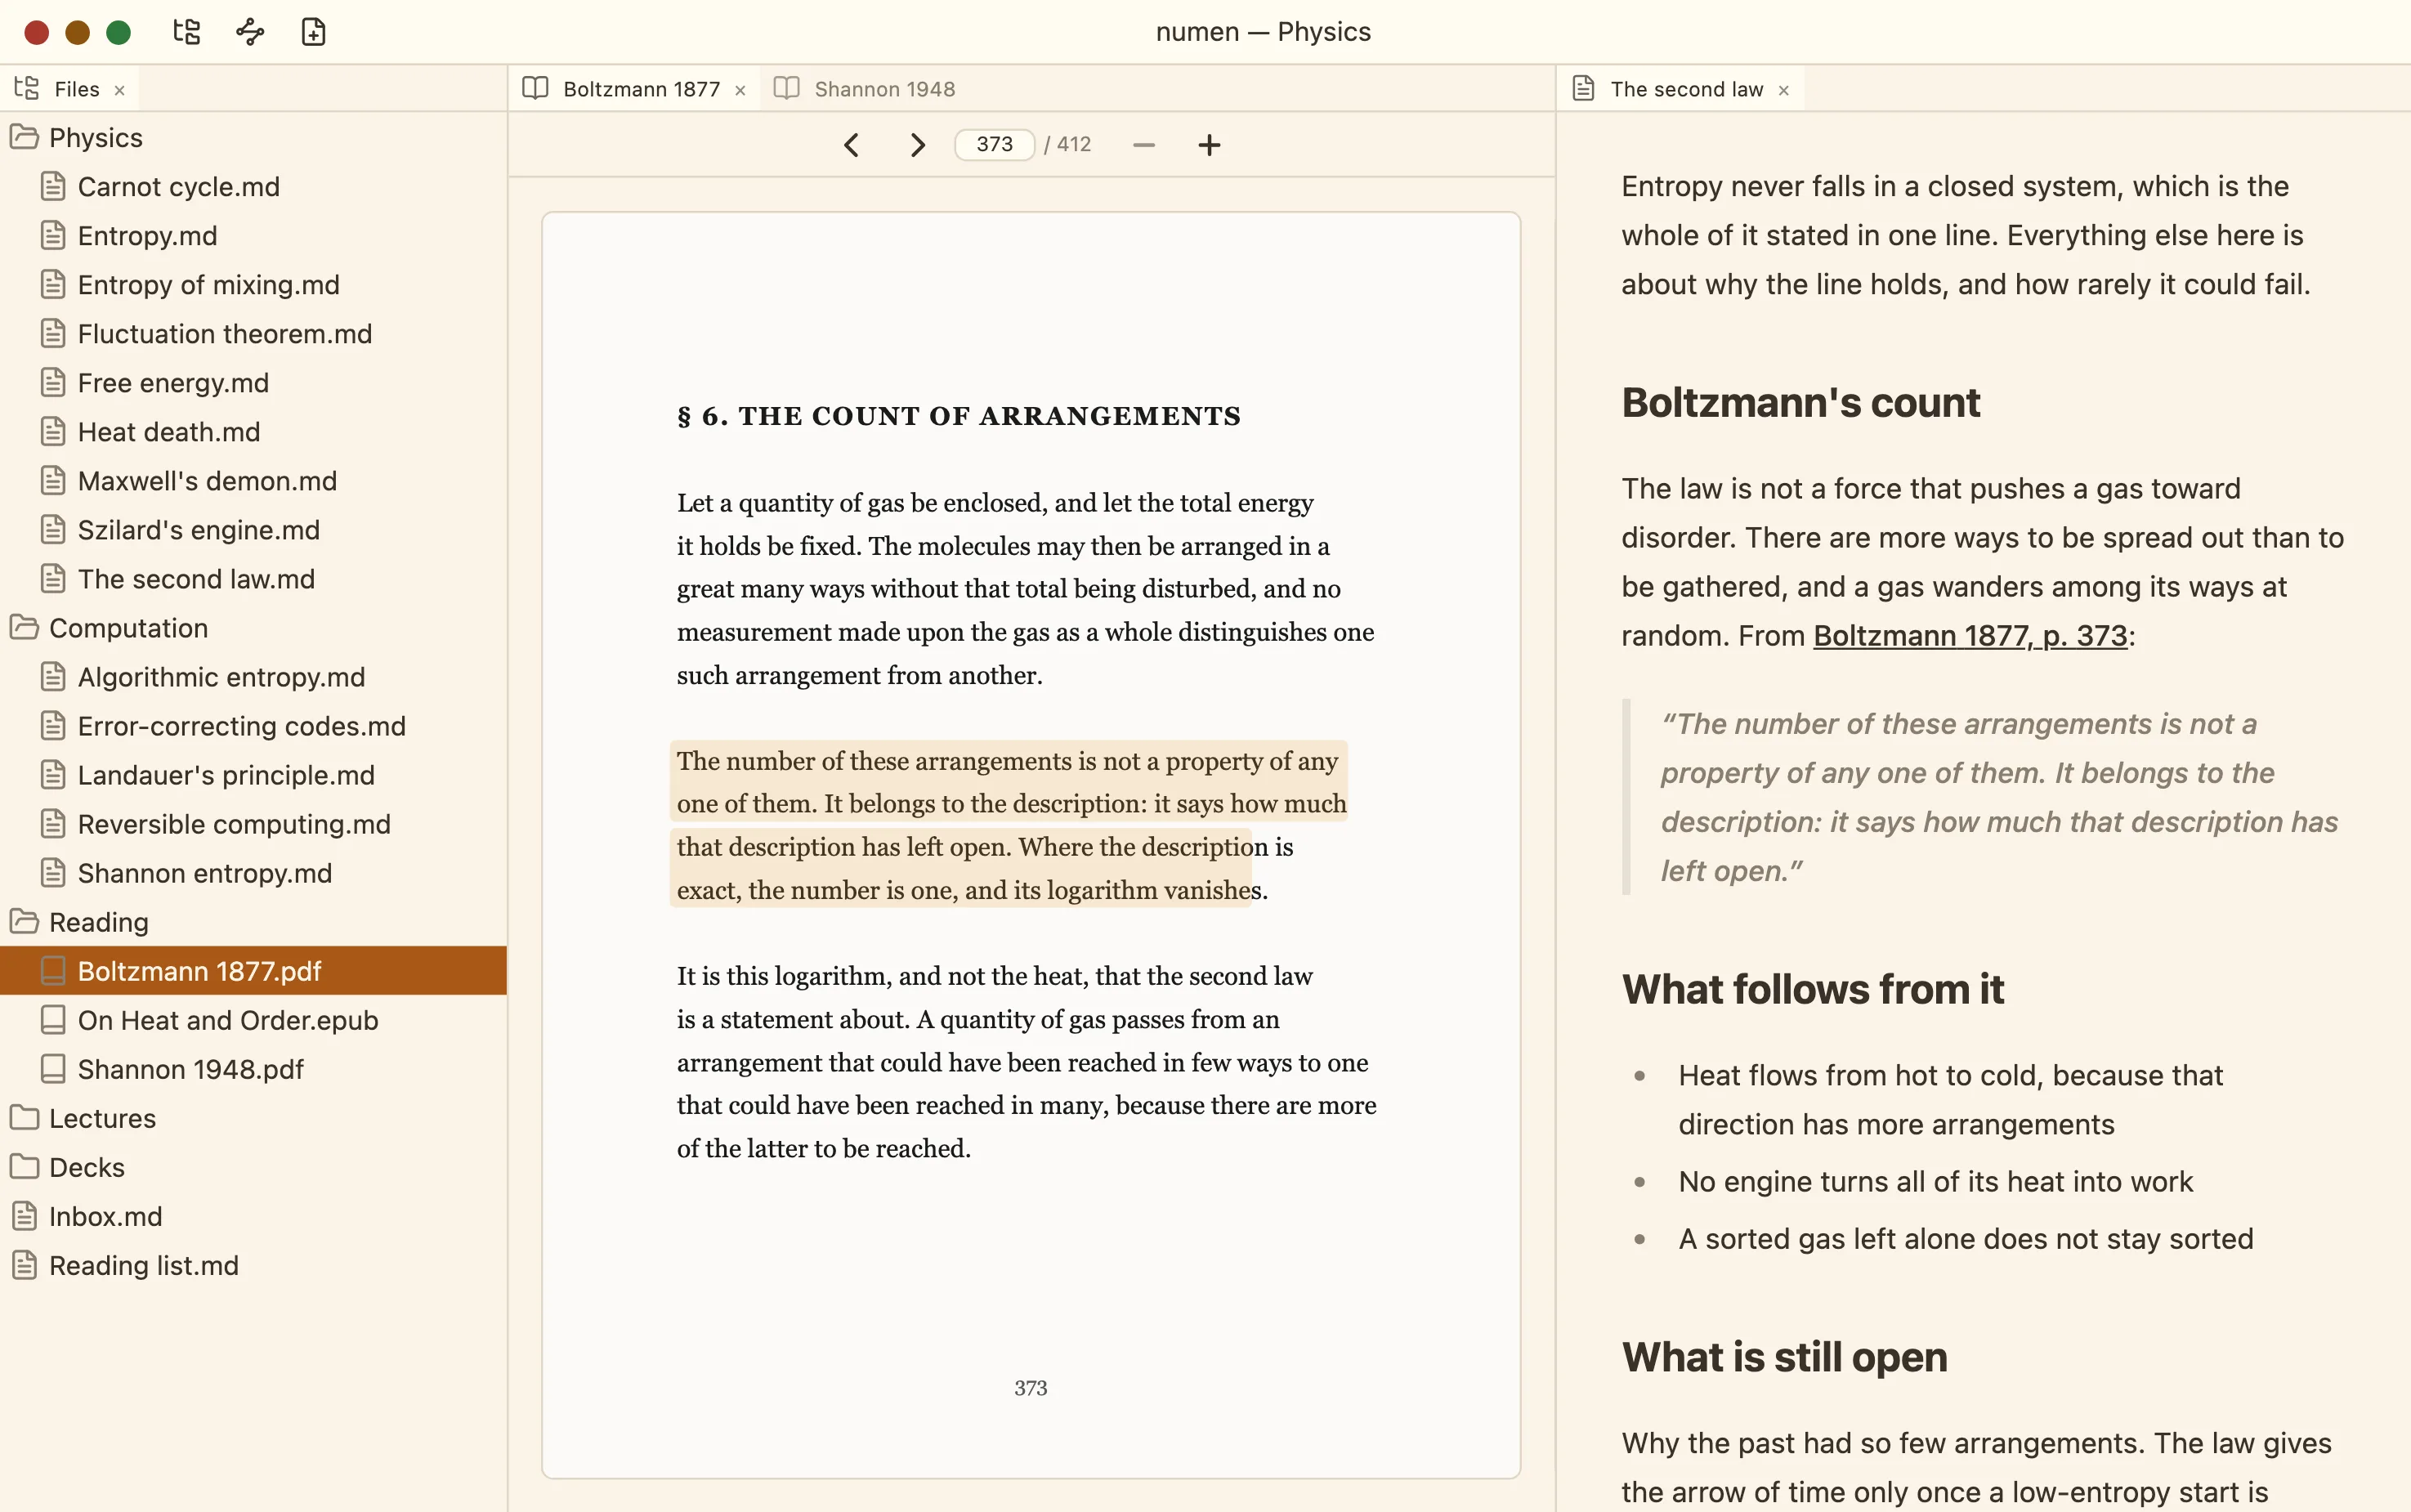 numen — Physics
Files ×
Physics
Carnot cycle.md
Entropy.md
Entropy of mixing.md
Fluctuation theorem.md
Free energy.md
Heat death.md
Maxwell's demon.md
Szilard's engine.md
The second law.md
Computation
Algorithmic entropy.md
Error-correcting codes.md
Landauer's principle.md
Reversible computing.md
Shannon entropy.md
Reading
Boltzmann 1877.pdf
On Heat and Order.epub
Shannon 1948.pdf
Lectures
Decks
Inbox.md
Reading list.md
Boltzmann 1877 × Shannon 1948
373 / 412
§ 6. THE COUNT OF ARRANGEMENTS
Let a quantity of gas be enclosed, and let the total energy
it holds be fixed. The molecules may then be arranged in a
great many ways without that total being disturbed, and no
measurement made upon the gas as a whole distinguishes one
such arrangement from another.
The number of these arrangements is not a property of any
one of them. It belongs to the description: it says how much
that description has left open. Where the description is
exact, the number is one, and its logarithm vanishes.
It is this logarithm, and not the heat, that the second law
is a statement about. A quantity of gas passes from an
arrangement that could have been reached in few ways to one
that could have been reached in many, because there are more
of the latter to be reached.
373
The second law ×
Entropy never falls in a closed system, which is the
whole of it stated in one line. Everything else here is
about why the line holds, and how rarely it could fail.
Boltzmann's count
The law is not a force that pushes a gas toward
disorder. There are more ways to be spread out than to
be gathered, and a gas wanders among its ways at
random. From Boltzmann 1877, p. 373:
“The number of these arrangements is not a
property of any one of them. It belongs to the
description: it says how much that description has
left open.”
What follows from it
• Heat flows from hot to cold, because that
direction has more arrangements
• No engine turns all of its heat into work
• A sorted gas left alone does not stay sorted
What is still open
Why the past had so few arrangements. The law gives
the arrow of time only once a low-entropy start is